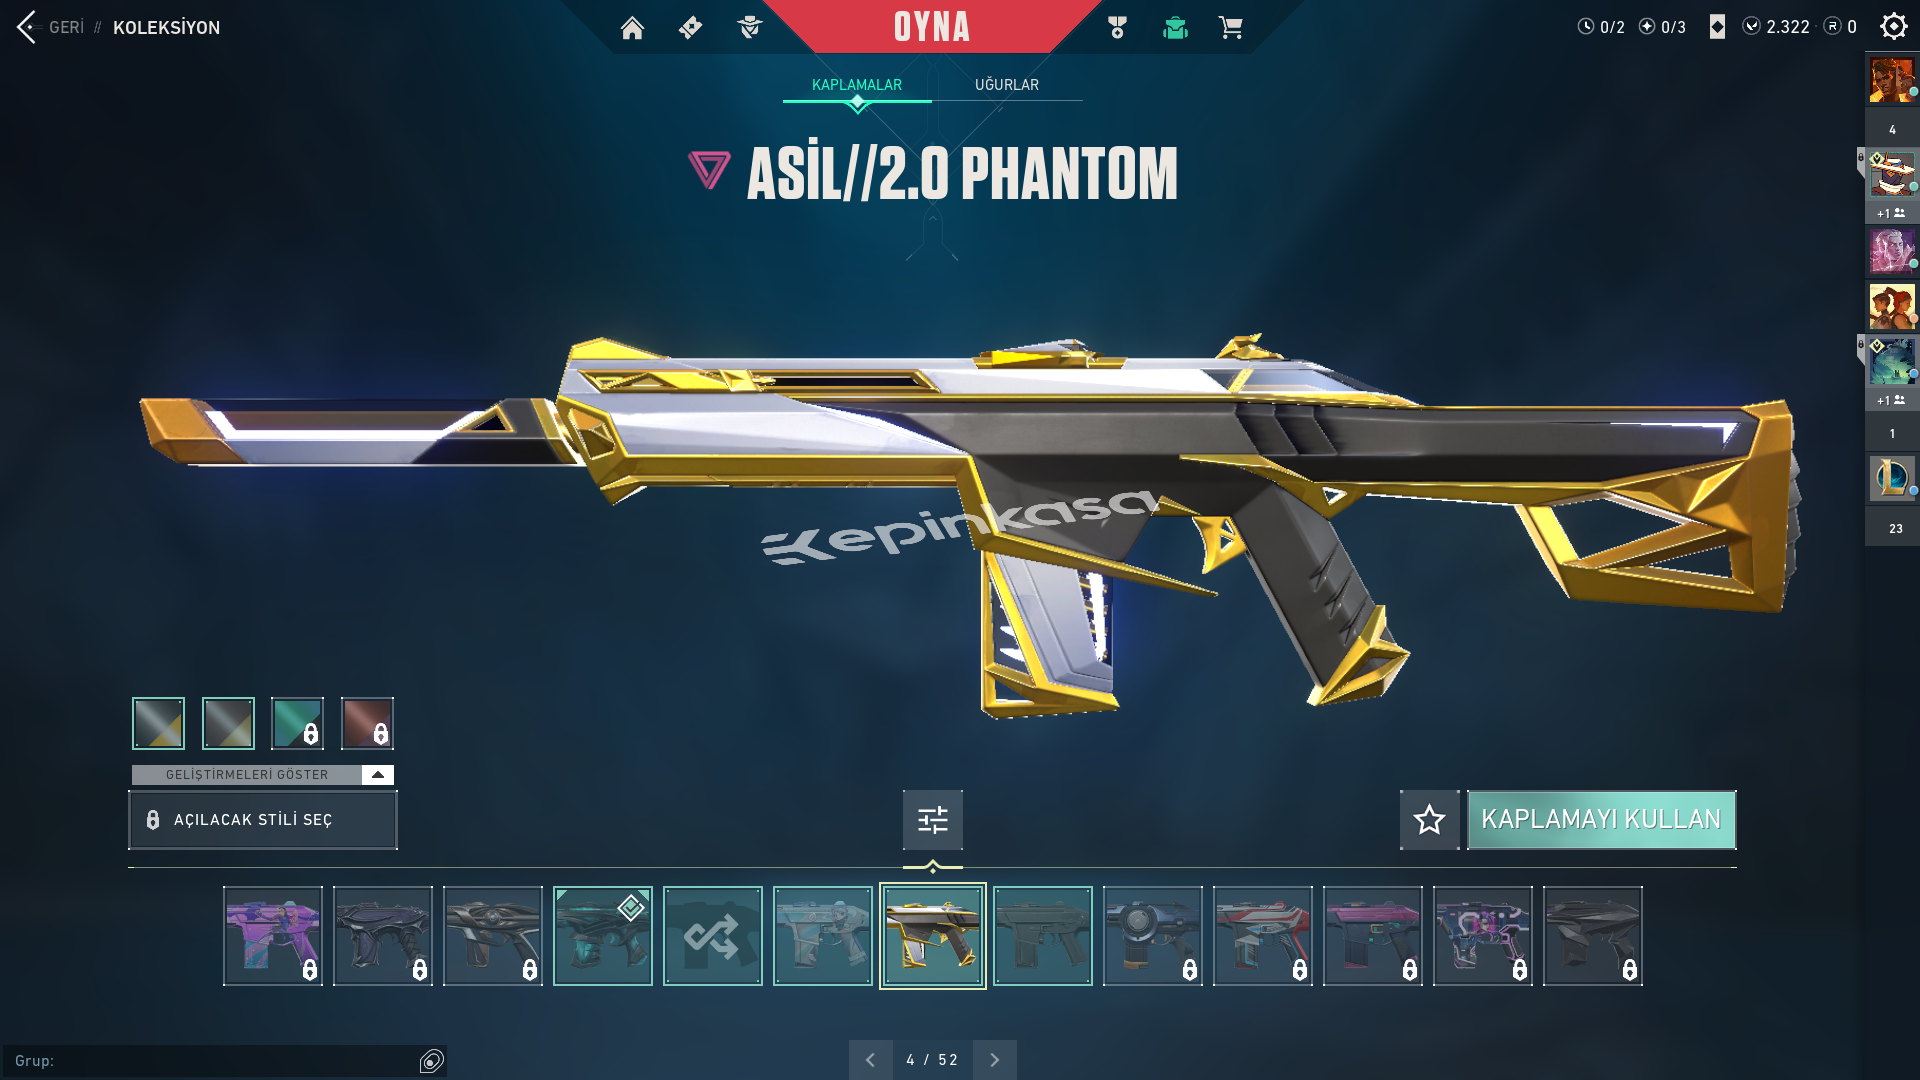 GERİ // KOLEKSİYON
OYNA
0/2
0/3
2.322
R 0
KAPLAMALAR
UĞURLAR
ASİL//2.0 PHANTOM
4
+1
+1
1
23
epinkasa
GELİŞTİRMELERİ GÖSTER
AÇILACAK STİLİ SEÇ
KAPLAMAYI KULLAN
Grup:
4 / 52